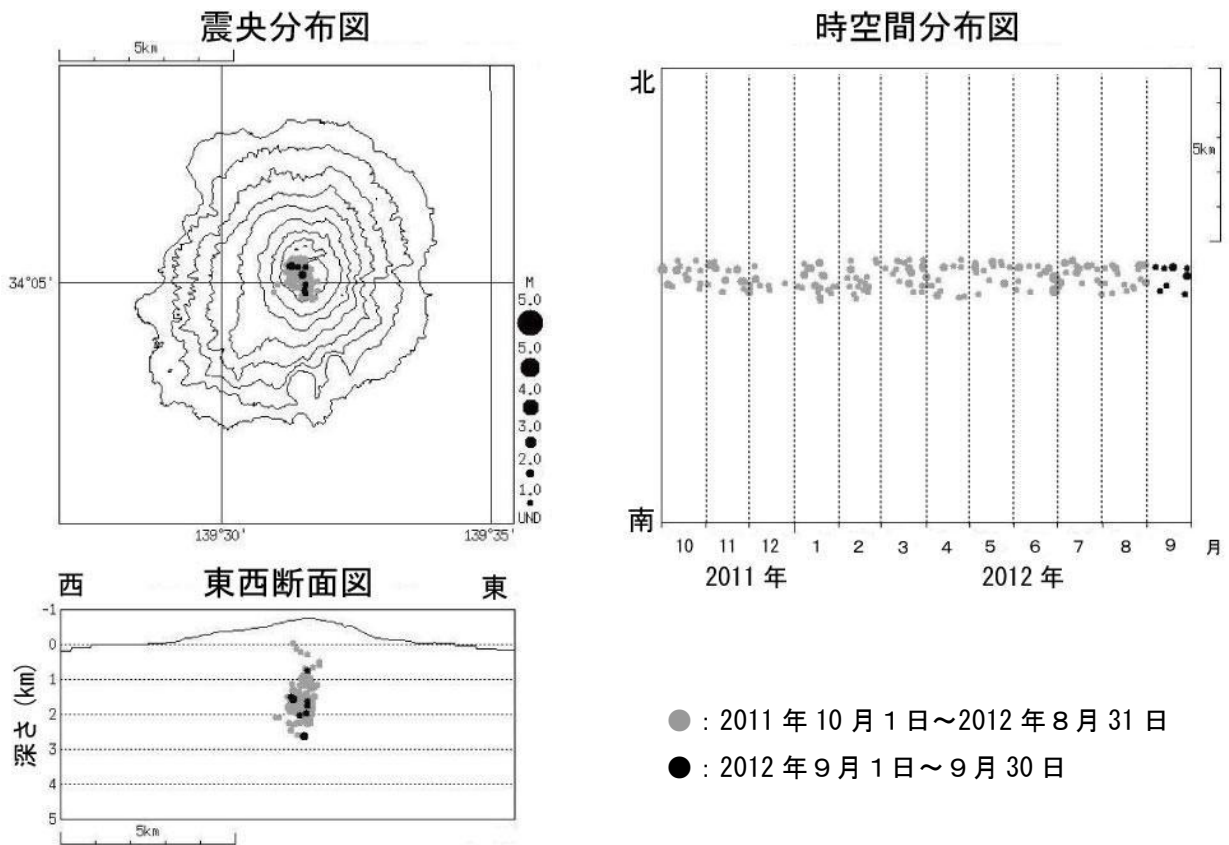 震央分布図
5km
34°05'
139°30'
139°35'
M
5.0
5.0
4.0
3.0
2.0
1.0
UND
時空間分布図
北
南
5km
10 11 12 1 2 3 4 5 6 7 8 9 月
2011 年 2012 年
西 東西断面図 東
-1
0
1
2
3
4
5
深さ (km)
5km
● : 2011 年 10 月 1 日～2012 年 8 月 31 日
● : 2012 年 9 月 1 日～9 月 30 日